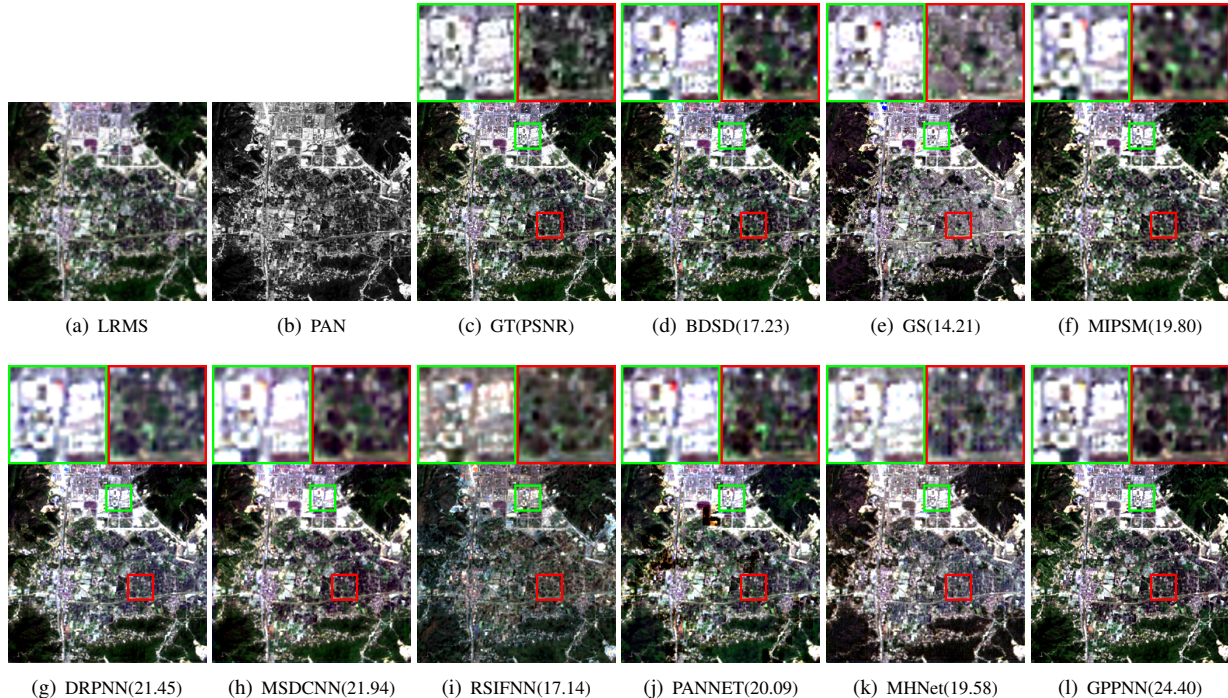 (a) LRMS
(b) PAN
(c) GT(PSNR)
(d) BDSD(17.23)
(e) GS(14.21)
(f) MIPSM(19.80)
(g) DRPNN(21.45)
(h) MSDCNN(21.94)
(i) RSIFNN(17.14)
(j) PANNET(20.09)
(k) MHNet(19.58)
(l) GPPNN(24.40)